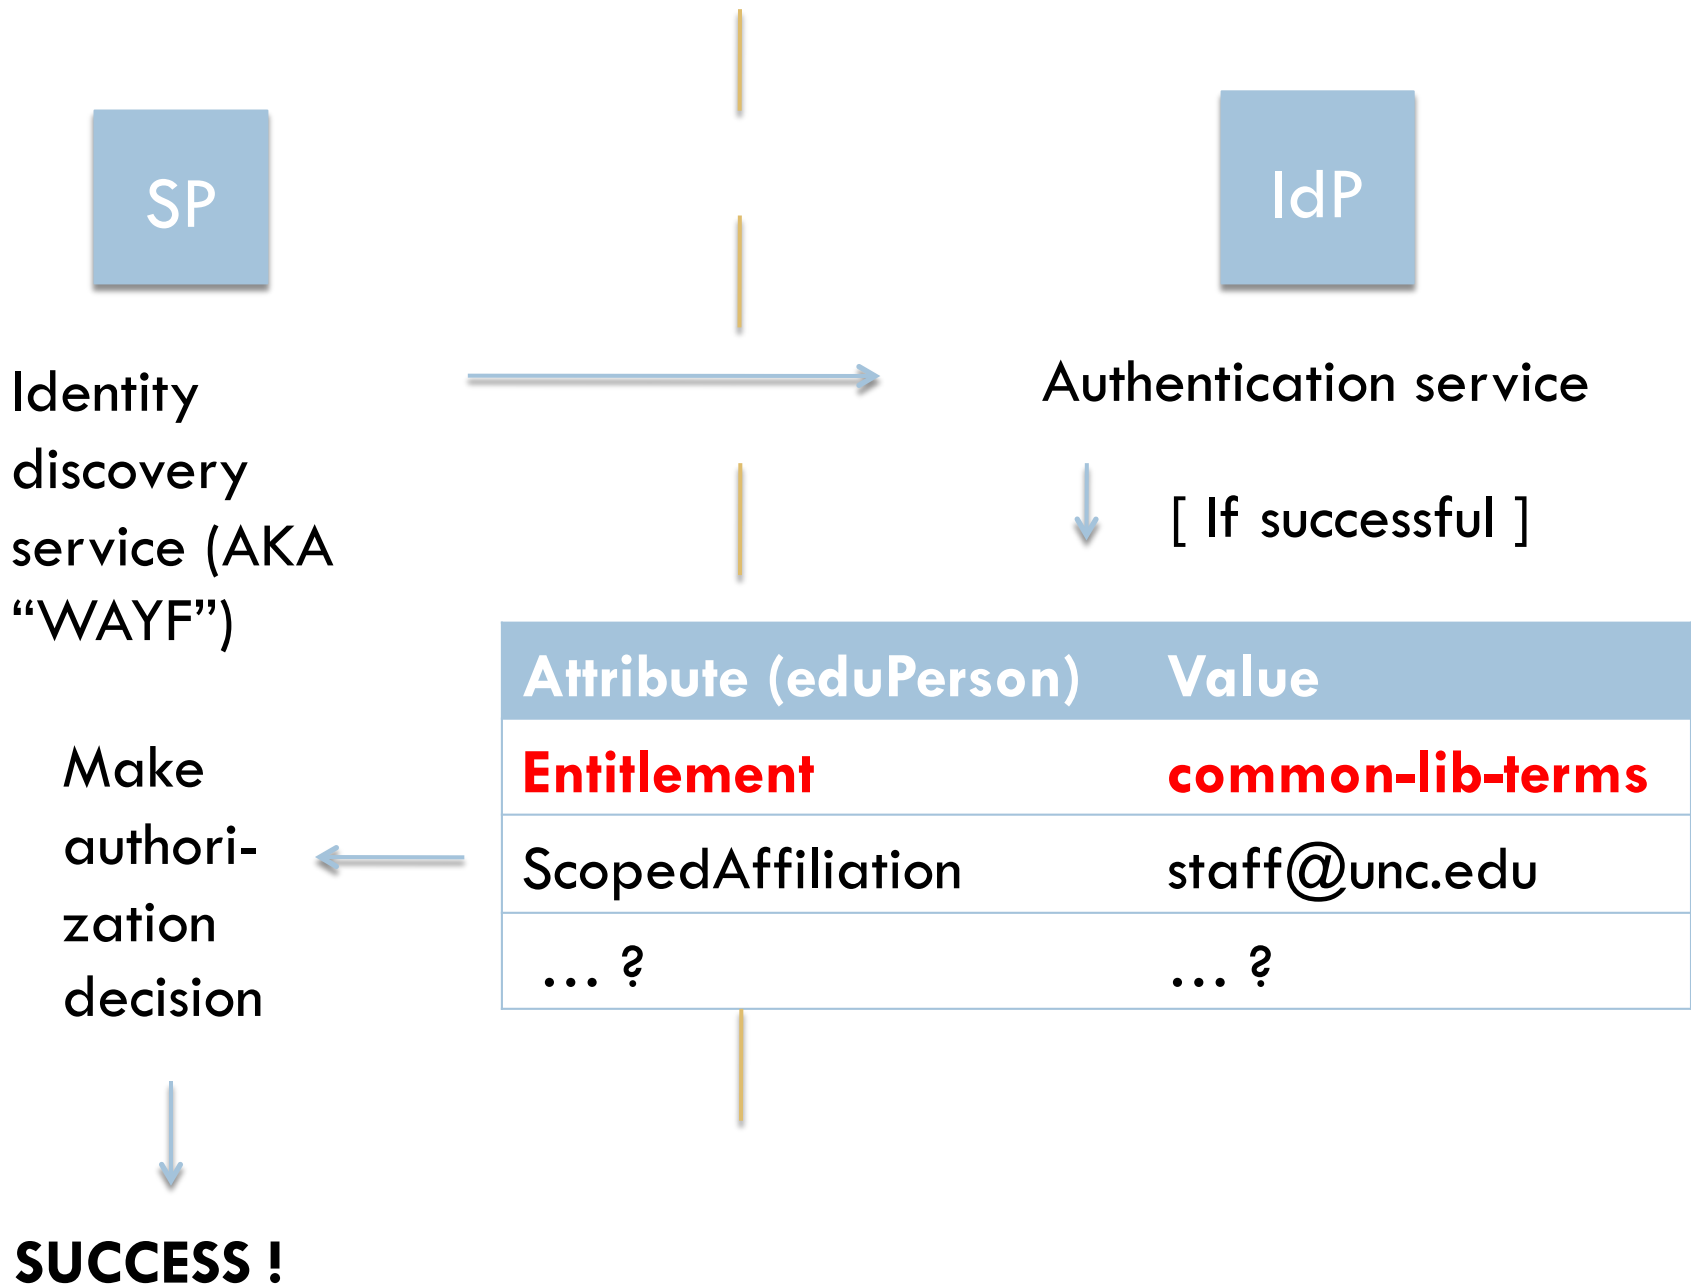 SP
IdP
Identity
discovery
service (AKA
“WAYF”)
Authentication service
[ If successful ]
Attribute (eduPerson) Value
Entitlement common-lib-terms
ScopedAffiliation staff@unc.edu
… ? … ?
Make
authori-
zation
decision
SUCCESS !